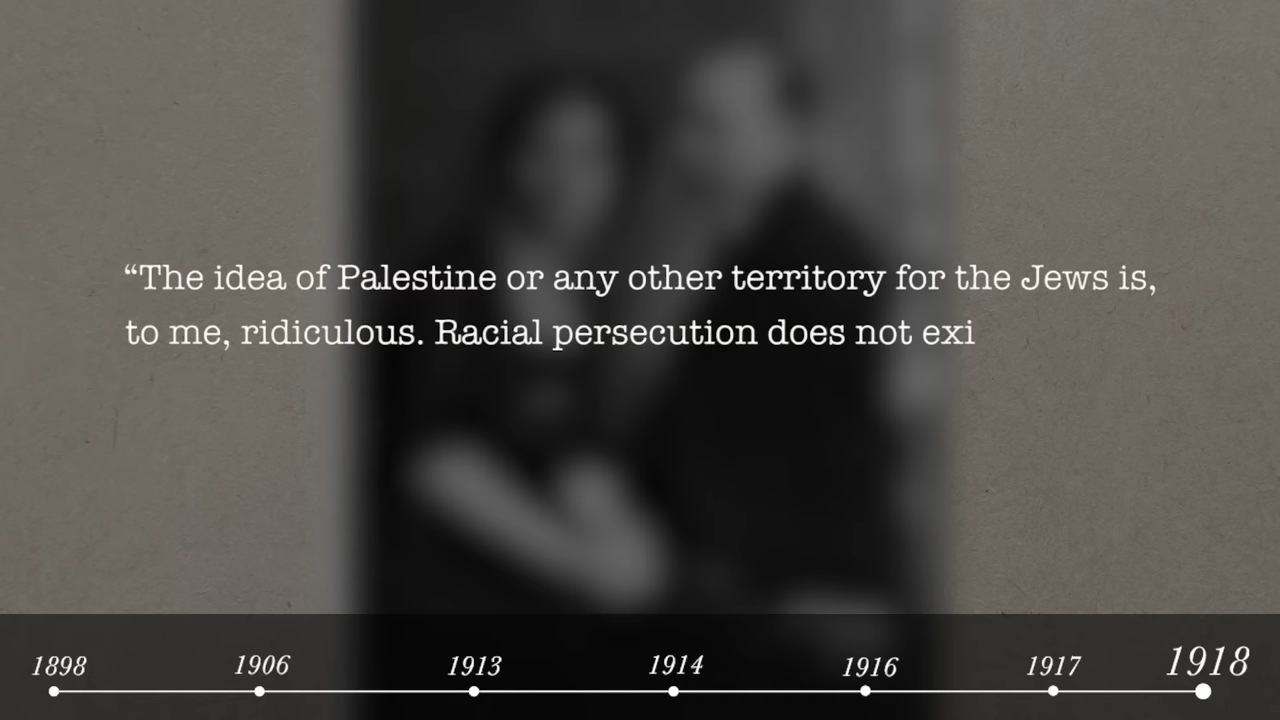 “The idea of Palestine or any other territory for the Jews is,
to me, ridiculous. Racial persecution does not exi
1898 1906 1913 1914 1916 1917 1918